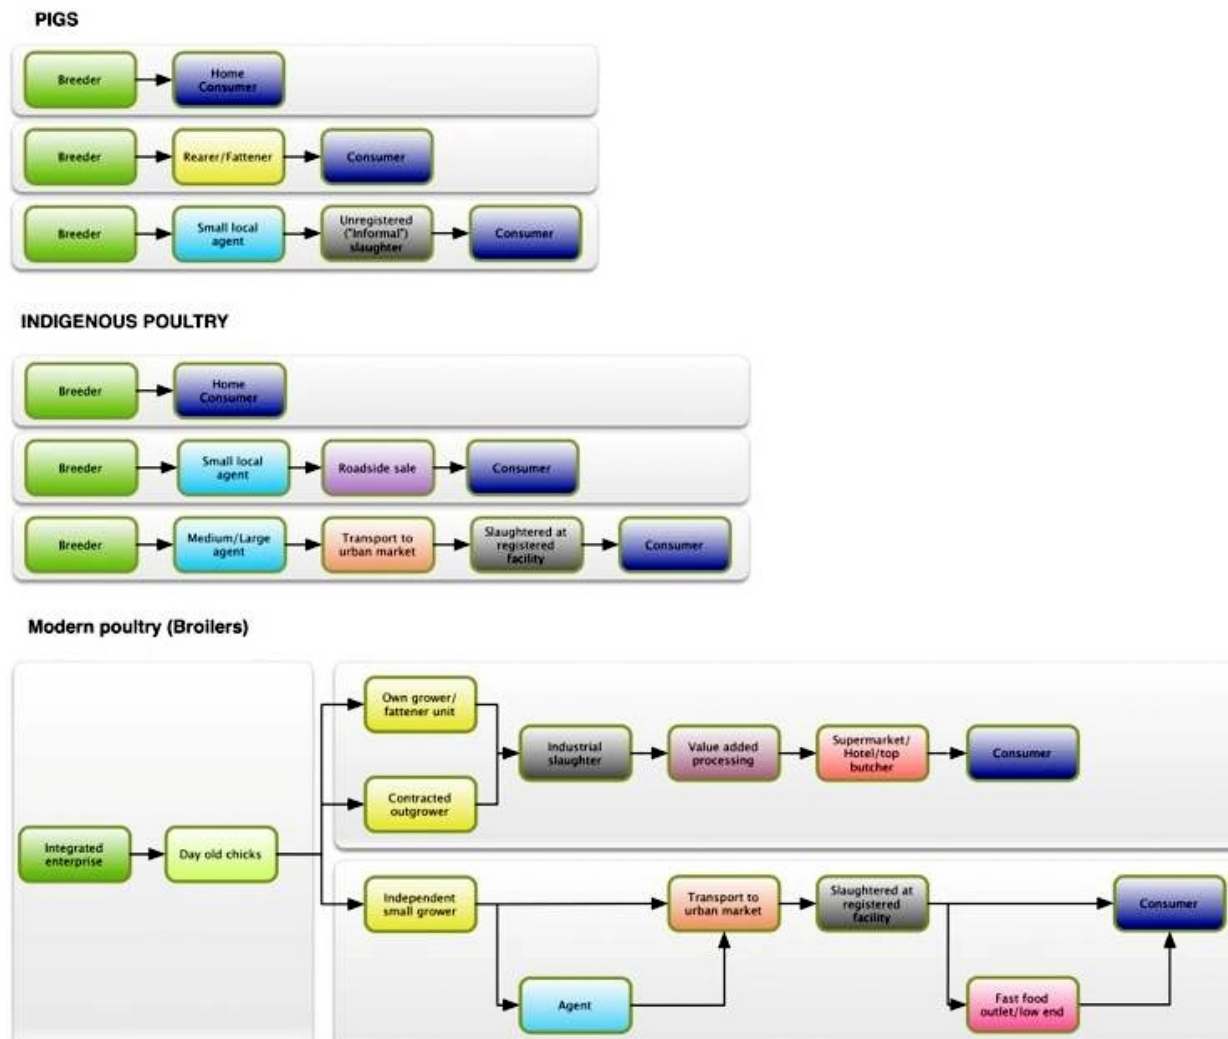 PIGS
Breeder
Home
Consumer
Breeder
Rearer/Fattener
Consumer
Breeder
Small local
agent
Unregistered
("Informal")
slaughter
Consumer
INDIGENOUS POULTRY
Breeder
Home
Consumer
Breeder
Small local
agent
Roadside sale
Consumer
Breeder
Medium/Large
agent
Transport to
urban market
Slaughtered at
registered
facility
Consumer
Modern poultry (Broilers)
Integrated
enterprise
Day old chicks
Own grower/
fattener unit
Contracted
outgrower
Industrial
slaughter
Value added
processing
Supermarket/
Hotel/top
butcher
Consumer
Independent
small grower
Agent
Transport to
urban market
Slaughtered at
registered
facility
Fast food
outlet/low end
Consumer